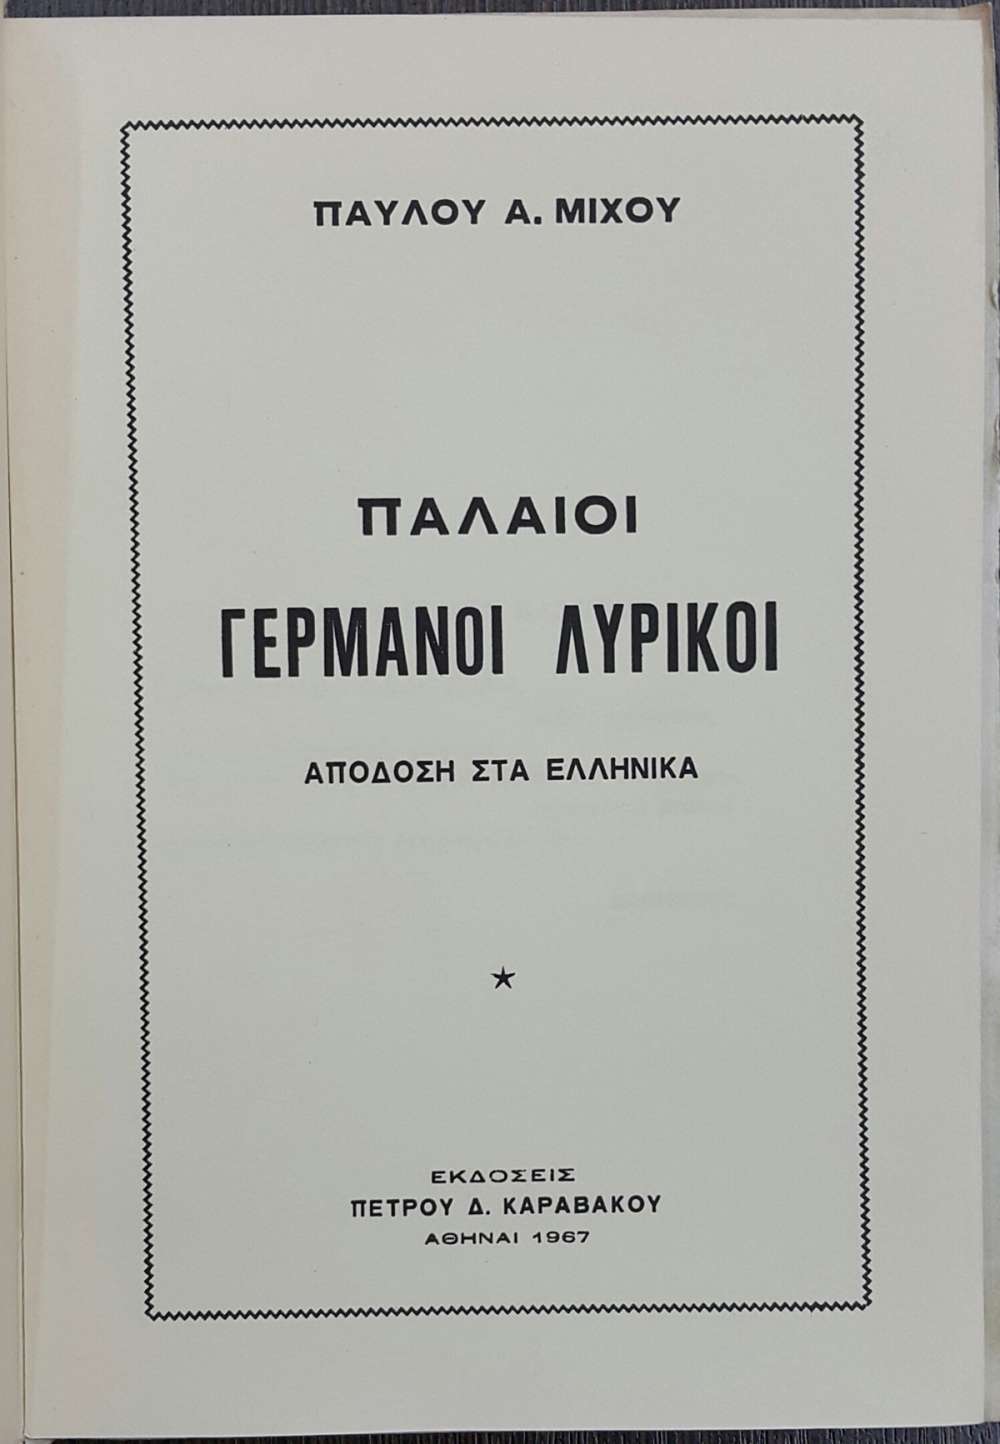 ΠΑΥΛΟΥ Α. ΜΙΧΟΥ
ΠΑΛΑΙΟΙ
ΓΕΡΜΑΝΟΙ ΛΥΡΙΚΟΙ
ΑΠΟΔΟΣΗ ΣΤΑ ΕΛΛΗΝΙΚΑ
ΕΚΔΟΣΕΙΣ
ΠΕΤΡΟΥ Δ. ΚΑΡΑΒΑΚΟΥ
ΑΘΗΝΑΙ 1967